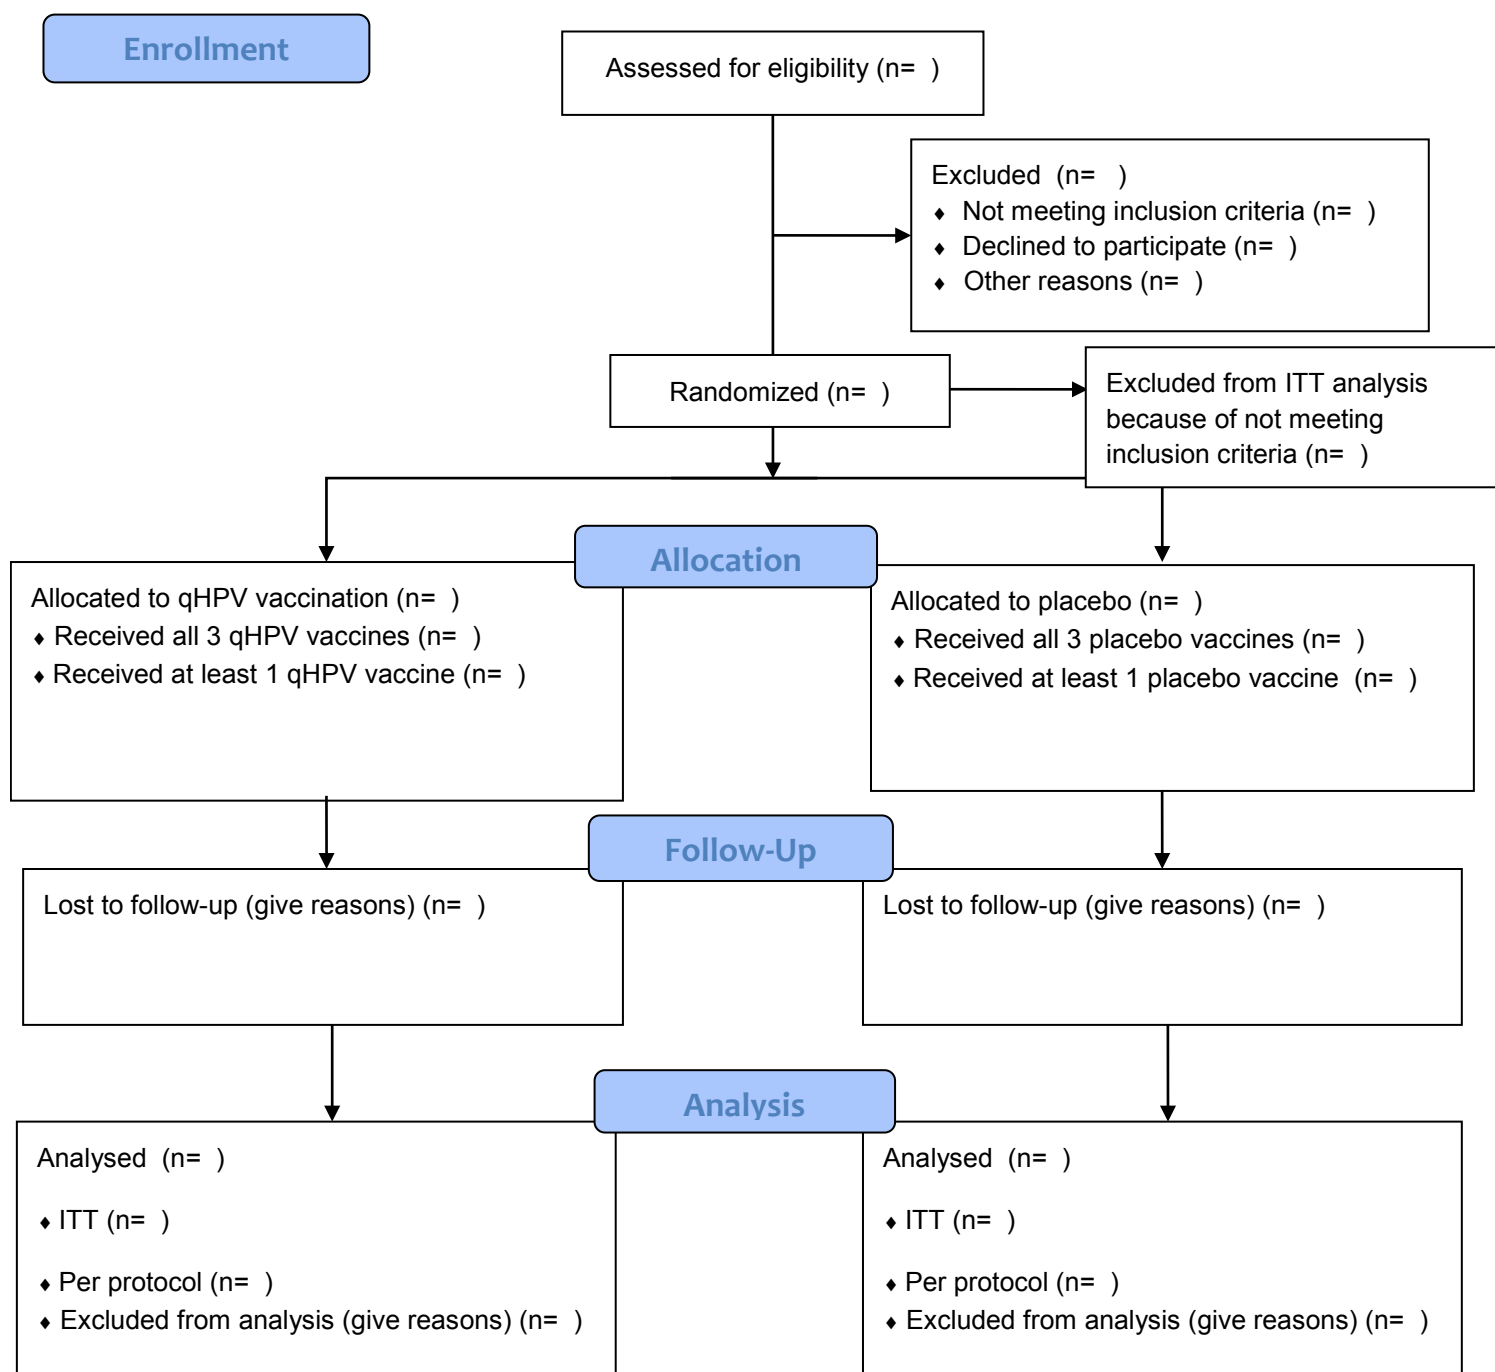 Enrollment
Assessed for eligibility (n=  )
Excluded  (n=   )
♦ Not meeting inclusion criteria (n=  )
♦ Declined to participate (n=  )
♦ Other reasons (n=  )
Randomized (n=  )
Excluded from ITT analysis
because of not meeting
inclusion criteria (n=  )
Allocation
Allocated to qHPV vaccination (n=  )
♦ Received all 3 qHPV vaccines (n=  )
♦ Received at least 1 qHPV vaccine (n=  )
Allocated to placebo (n=  )
♦ Received all 3 placebo vaccines (n=  )
♦ Received at least 1 placebo vaccine  (n=  )
Follow-Up
Lost to follow-up (give reasons) (n=  )
Lost to follow-up (give reasons) (n=  )
Analysis
Analysed  (n=  )
♦ ITT (n=  )
♦ Per protocol (n=  )
♦ Excluded from analysis (give reasons) (n=  )
Analysed  (n=  )
♦ ITT (n=  )
♦ Per protocol (n=  )
♦ Excluded from analysis (give reasons) (n=  )